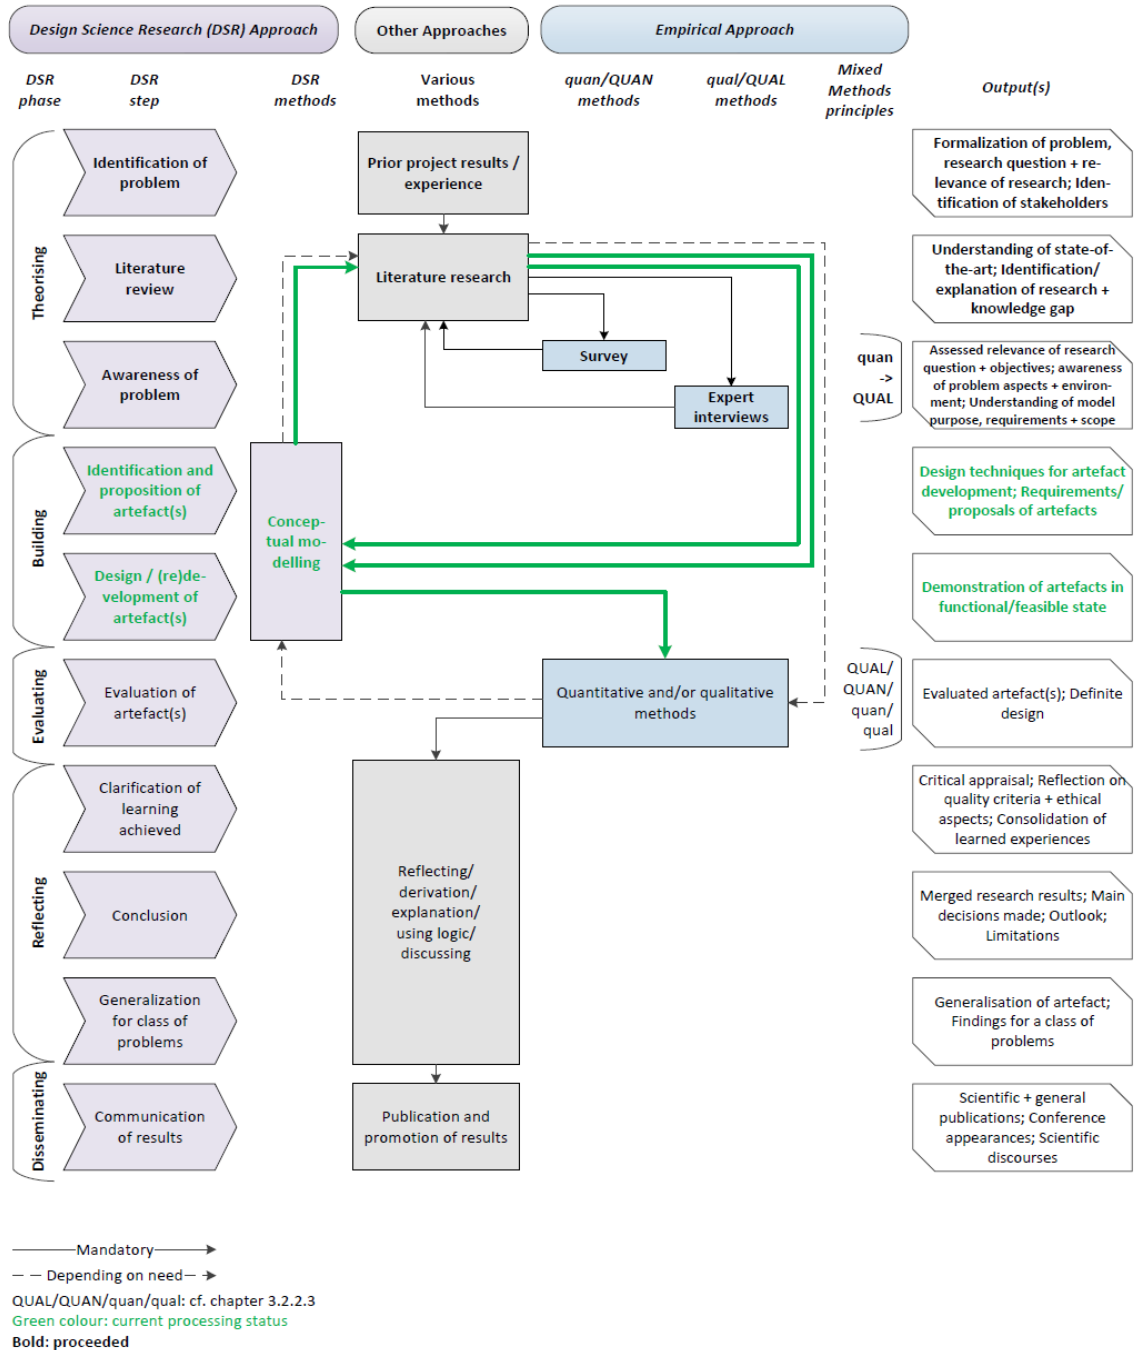 Design Science Research (DSR) Approach
Other Approaches
Empirical Approach
DSR
phase
DSR
step
DSR
methods
Various
methods
quan/QUAN
methods
qual/QUAL
methods
Mixed
Methods
principles
Output(s)
Theorising
Identification of
problem
Prior project results /
experience
Formalization of problem,
research question + re-
levance of research; Iden-
tification of stakeholders
Literature
review
Literature research
Understanding of state-of-
the-art; Identification/
explanation of research +
knowledge gap
Awareness of
problem
Survey
Expert
interviews
quan
->
QUAL
Assessed relevance of research
question + objectives; awareness
of problem aspects + environ-
ment; Understanding of model
purpose, requirements + scope
Building
Identification and
proposition of
artefact(s)
Concep-
tual mo-
delling
Design techniques for artefact
development; Requirements/
proposals of artefacts
Design / (re)de-
velopment of
artefact(s)
Demonstration of artefacts in
functional/feasible state
Evaluating
Evaluation of
artefact(s)
Quantitative and/or qualitative
methods
QUAL/
QUAN/
quan/
qual
Evaluated artefact(s); Definite
design
Reflecting
Clarification of
learning
achieved
Reflecting/
derivation/
explanation/
using logic/
discussing
Critical appraisal; Reflection on
quality criteria + ethical
aspects; Consolidation of
learned experiences
Conclusion
Merged research results; Main
decisions made; Outlook;
Limitations
Generalization
for class of
problems
Generalisation of artefact;
Findings for a class of
problems
Disseminating
Communication
of results
Publication and
promotion of results
Scientific + general
publications; Conference
appearances; Scientific
discourses
Mandatory
Depending on need
QUAL/QUAN/quan/qual: cf. chapter 3.2.2.3
Green colour: current processing status
Bold: proceeded